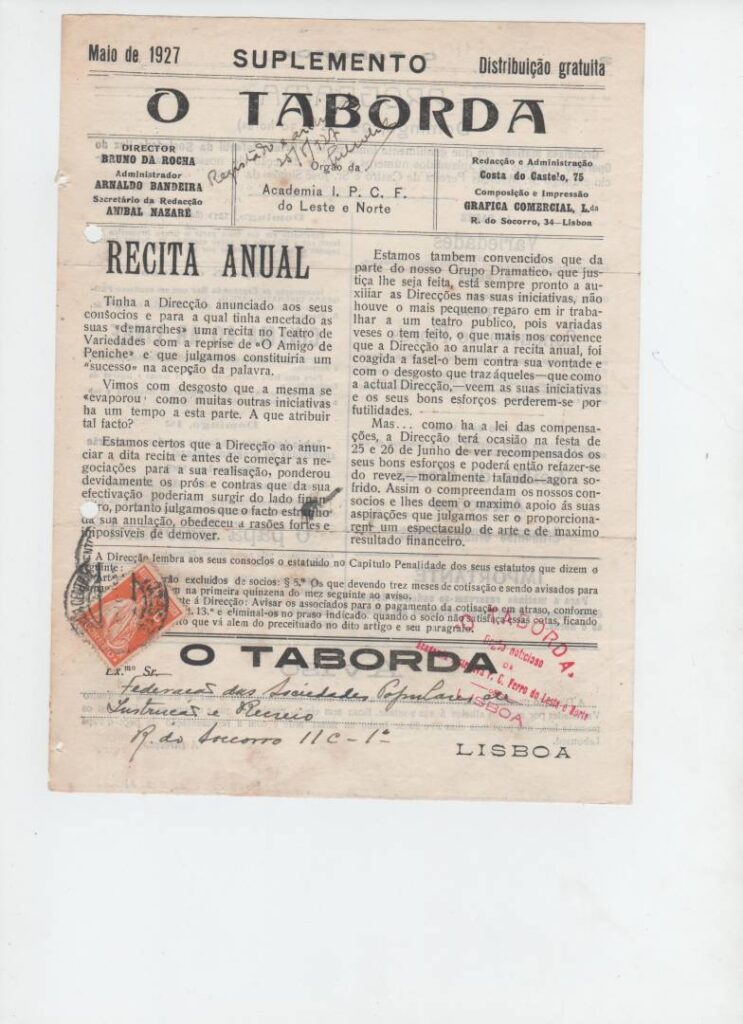 Maio de 1927
SUPLEMENTO
Distribuição gratuita
O TABORDA
DIRECTOR
BRUNO DA ROCHA
Administrador
ARNALDO BANDEIRA
Secretário da Redacção
ANIBAL NAZARÉ
Registado
Orgão da
Academia I. P. C. F.
do Leste e Norte
Redacção e Administração
Costa do Castelo, 75
Composição e Impressão
GRAFICA COMERCIAL, L.da
R. do Socorro, 34—Lisboa
RECITA ANUAL
Tinha a Direcção anunciado aos seus
consocios e para a qual tinha encetado as
suas «demarches» uma recita no Teatro de
Variedades com a reprise de «O Amigo de
Peniche» e que julgamos constituiria um
"sucesso» na acepção da palavra.
Vimos com desgosto que a mesma se
«evaporou' como muitas outras iniciativas
ha um tempo a esta parte. A que atribuir
tal facto?
Estamos certos que a Direcção ao anun-
ciar a dita recita e antes de começar as ne-
gociações para a sua realisação, ponderou
devidamente os prós e contras que da sua
efectivação poderiam surgir do lado
portanto julgamos que o facto
da sua anulação, obedeceu a rasões fortes e
impossíveis de demover.
Estamos tambem convencidos que da
parte do nosso Grupo Dramatico, que jus-
tiça lhe seja feita, está sempre pronto a au-
xiliar as Direcções nas suas iniciativas, não
houve o mais pequeno reparo em ir traba-
lhar a um teatro publico, pois variadas
veses o tem feito, o que mais nos convence
que a Direcção ao anular a recita anual, foi
coagida a fasel-o bem contra sua vontade e
com o desgosto que traz áqueles—que como
a actual Direcção,—veem as suas iniciativas
e os seus bons esforços perderem-se por
futilidades.
Mas... como ha a lei das compensa-
ções, a Direcção terá ocasião na festa de
25 e 26 de Junho de ver recompensados os
seus bons esforços e poderá então refazer-se
do revez,—moralmente falando—agora so-
frido. Assim o compreendam os nossos con-
socios e lhes deem o maximo apoio ás suas
aspirações que julgamos ser o proporciona-
rem um espectaculo de arte e de maximo
resultado financeiro.
A Direcção lembra aos seus consocios o estatuido no Capitulo Penalidade dos seus estatutos que dizem o
excluidos de socios: § 5.º Os que devendo trez meses de cotisação e sendo avisados para
em na primeira quinzena do mez seguinte ao aviso.
á Direcção: Avisar os associados para o pagamento da cotisação em atraso, conforme
13.º e eliminal-os no praso indicado quando o socio não satisfaça essas cotas, ficando
to que vá alem do preceituado no dito artigo e seu paragrafo.
O TABORDA
O TABORDA
LISBOA
Ex.mo Sr.
Federação das Sociedades Populares de
Instrucção e Recreio
R. do Soccorro 11 C-1º
LISBOA